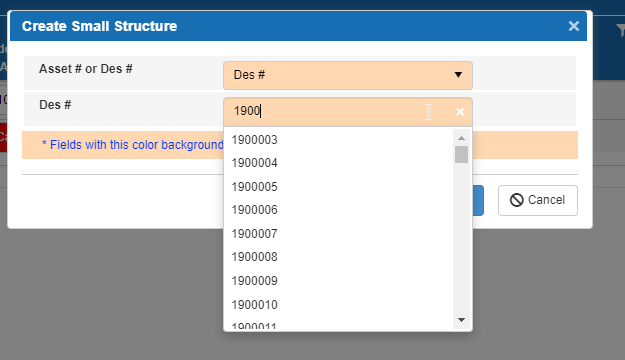 Create Small Structure
Asset # or Des #
Des #
Des #
1900
* Fields with this color background
1900003
1900004
1900005
1900006
1900007
1900008
1900009
1900010
1900011
Cancel